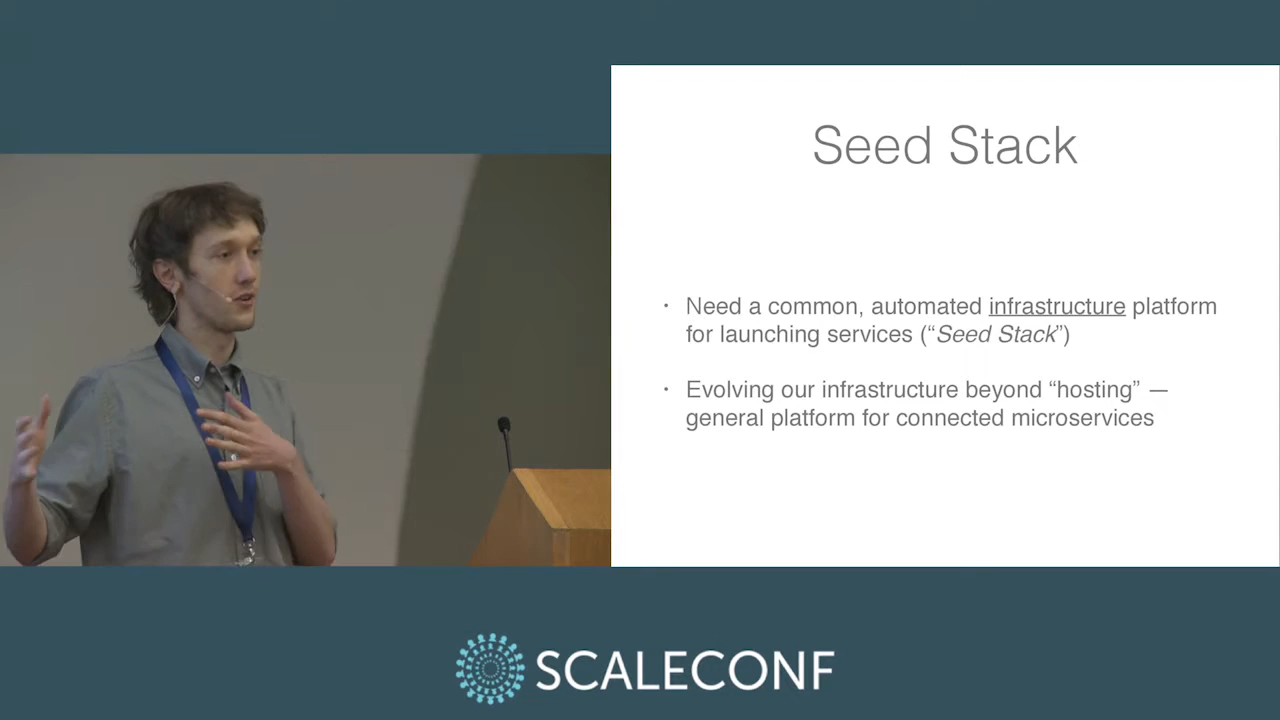 Seed Stack
· Need a common, automated infrastructure platform
for launching services (“Seed Stack”)
· Evolving our infrastructure beyond “hosting” —
general platform for connected microservices
SCALECONF